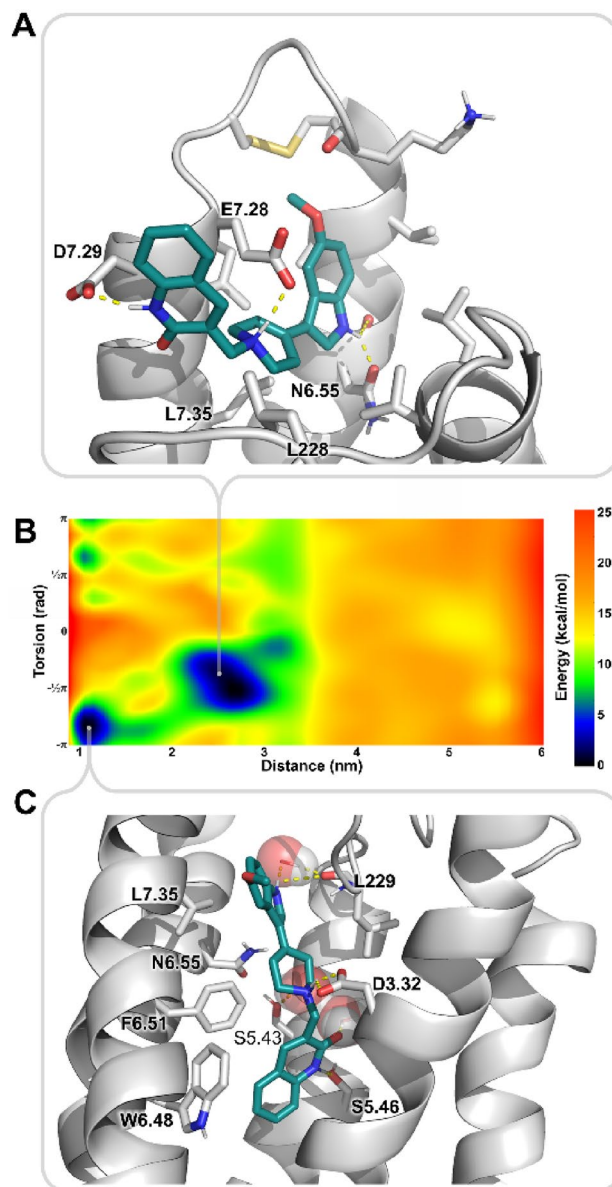 A
E7.28
D7.29
N6.55
L7.35
L228
B
π
½π
0
-½π
-π
Torsion (rad)
1 2 3 4 5 6
Distance (nm)
25
20
15
10
5
0
Energy (kcal/mol)
C
L7.35
L229
N6.55
D3.32
F6.51
S5.43
S5.46
W6.48